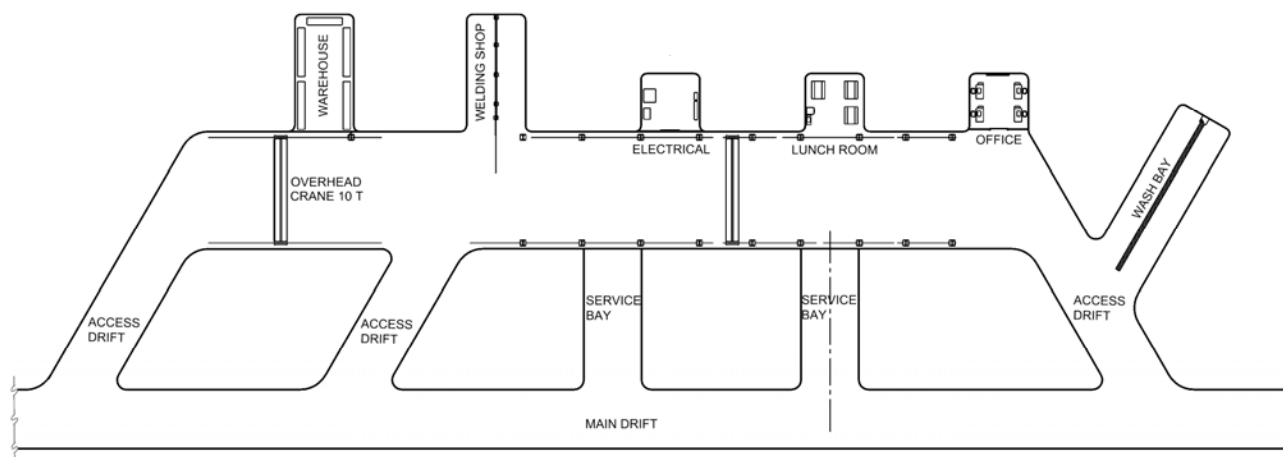 WAREHOUSE
WELDING SHOP
ELECTRICAL
LUNCH ROOM
OFFICE
WASH BAY
OVERHEAD
CRANE 10 T
ACCESS
DRIFT
ACCESS
DRIFT
SERVICE
BAY
SERVICE
BAY
ACCESS
DRIFT
MAIN DRIFT